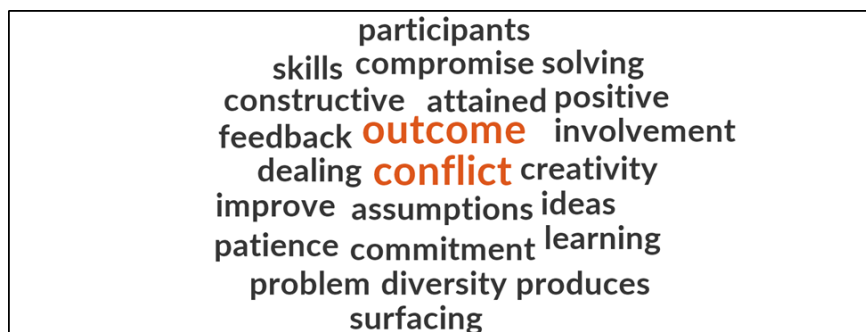 participants
skills compromise solving
constructive attained positive
feedback outcome involvement
dealing conflict creativity
improve assumptions ideas
patience commitment learning
problem diversity produces
surfacing